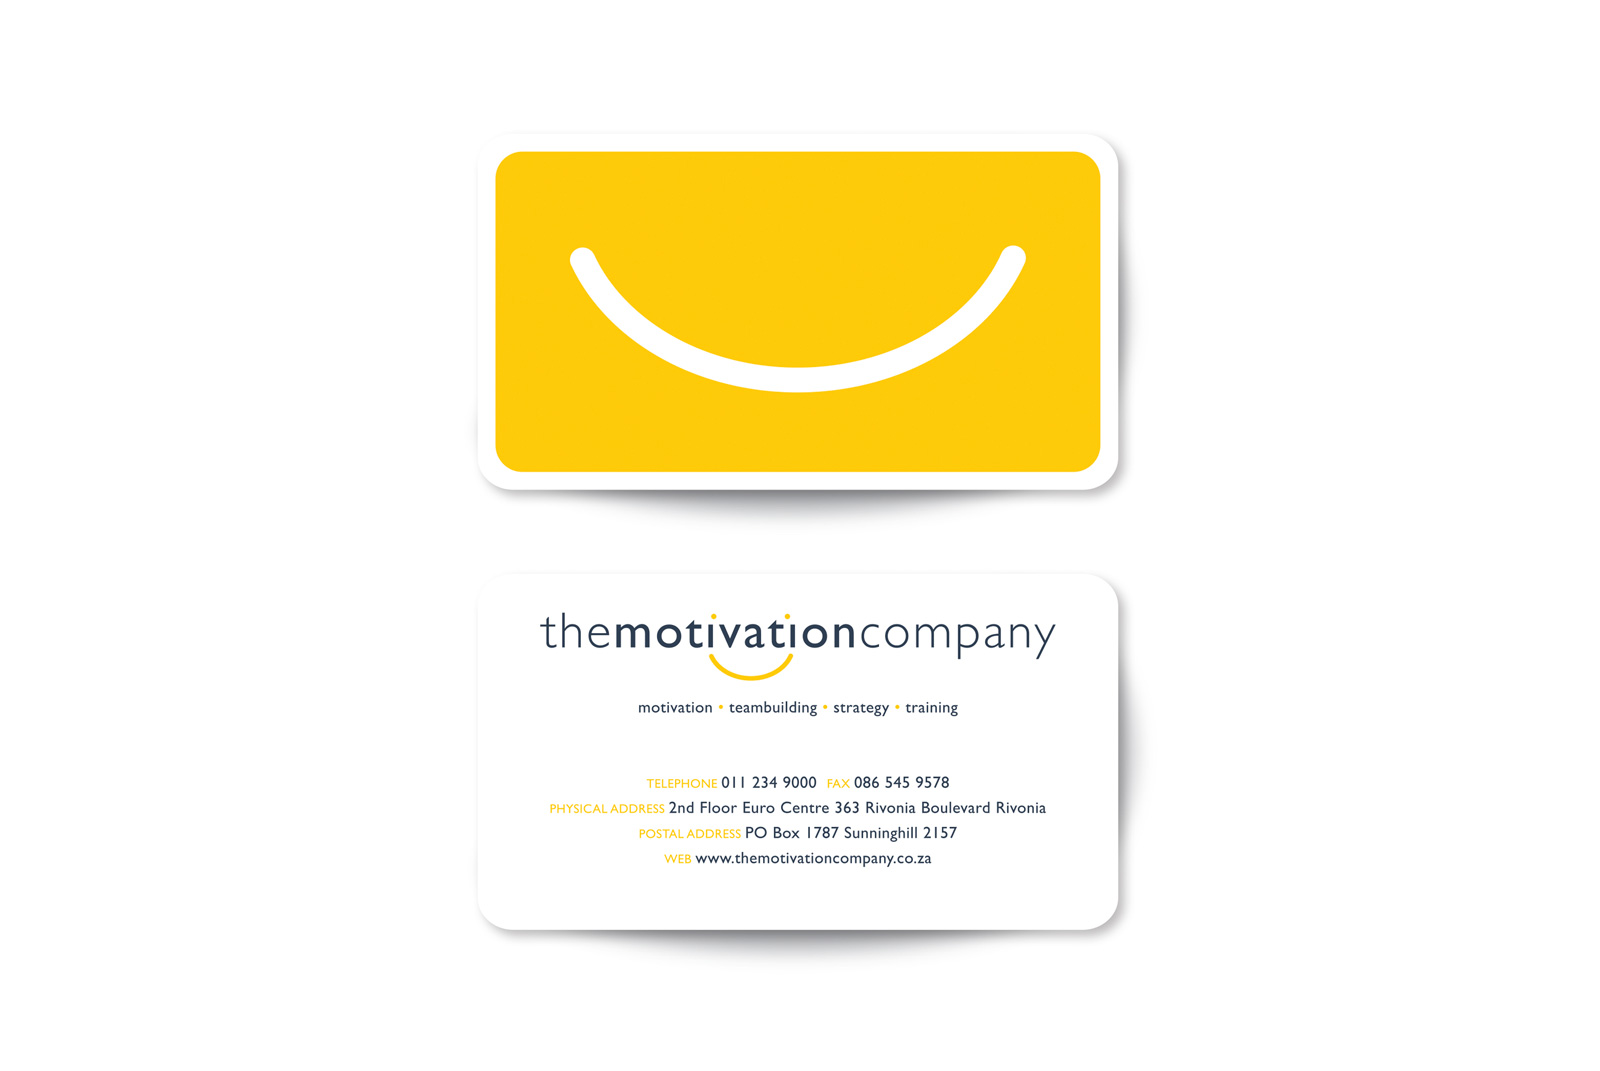 themotivationcompany
motivation • teambuilding • strategy • training
TELEPHONE 011 234 9000 FAX 086 545 9578
PHYSICAL ADDRESS 2nd Floor Euro Centre 363 Rivonia Boulevard Rivonia
POSTAL ADDRESS PO Box 1787 Sunninghill 2157
WEB www.themotivationcompany.co.za